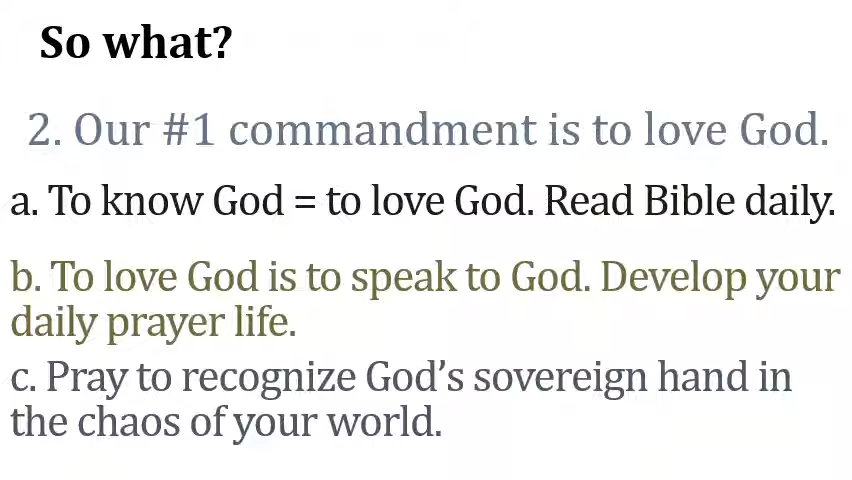 So what?
2. Our #1 commandment is to love God.
a. To know God = to love God. Read Bible daily.
b. To love God is to speak to God. Develop your
daily prayer life.
c. Pray to recognize God’s sovereign hand in
the chaos of your world.